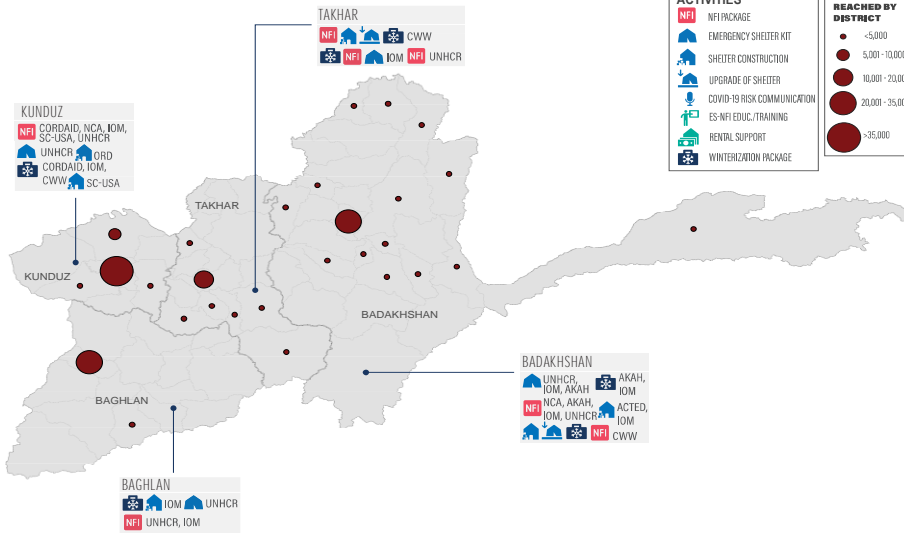 TAKHAR
NFI
CWW
NFI IOM NFI UNHCR
KUNDUZ
NFI CORDAID, NCA, IOM,
SC-USA, UNHCR
UNHCR ORD
CORDAID, IOM,
CWW SC-USA
ACTIVITIES
NFI NFI PACKAGE
EMERGENCY SHELTER KIT
SHELTER CONSTRUCTION
UPGRADE OF SHELTER
COVID-19 RISK COMMUNICATION
ES-NFI EDUC./TRAINING
RENTAL SUPPORT
WINTERIZATION PACKAGE
REACHED BY
DISTRICT
<5,000
5,001 - 10,000
10,001 - 20,00
20,001 - 35,00
>35,000
TAKHAR
KUNDUZ
BADAKHSHAN
BAGHLAN
BADAKHSHAN
UNHCR,
IOM, AKAH
AKAH,
IOM
NFI NCA, AKAH,
IOM, UNHCR
ACTED,
IOM
NFI CWW
BAGHLAN
IOM UNHCR
NFI UNHCR, IOM